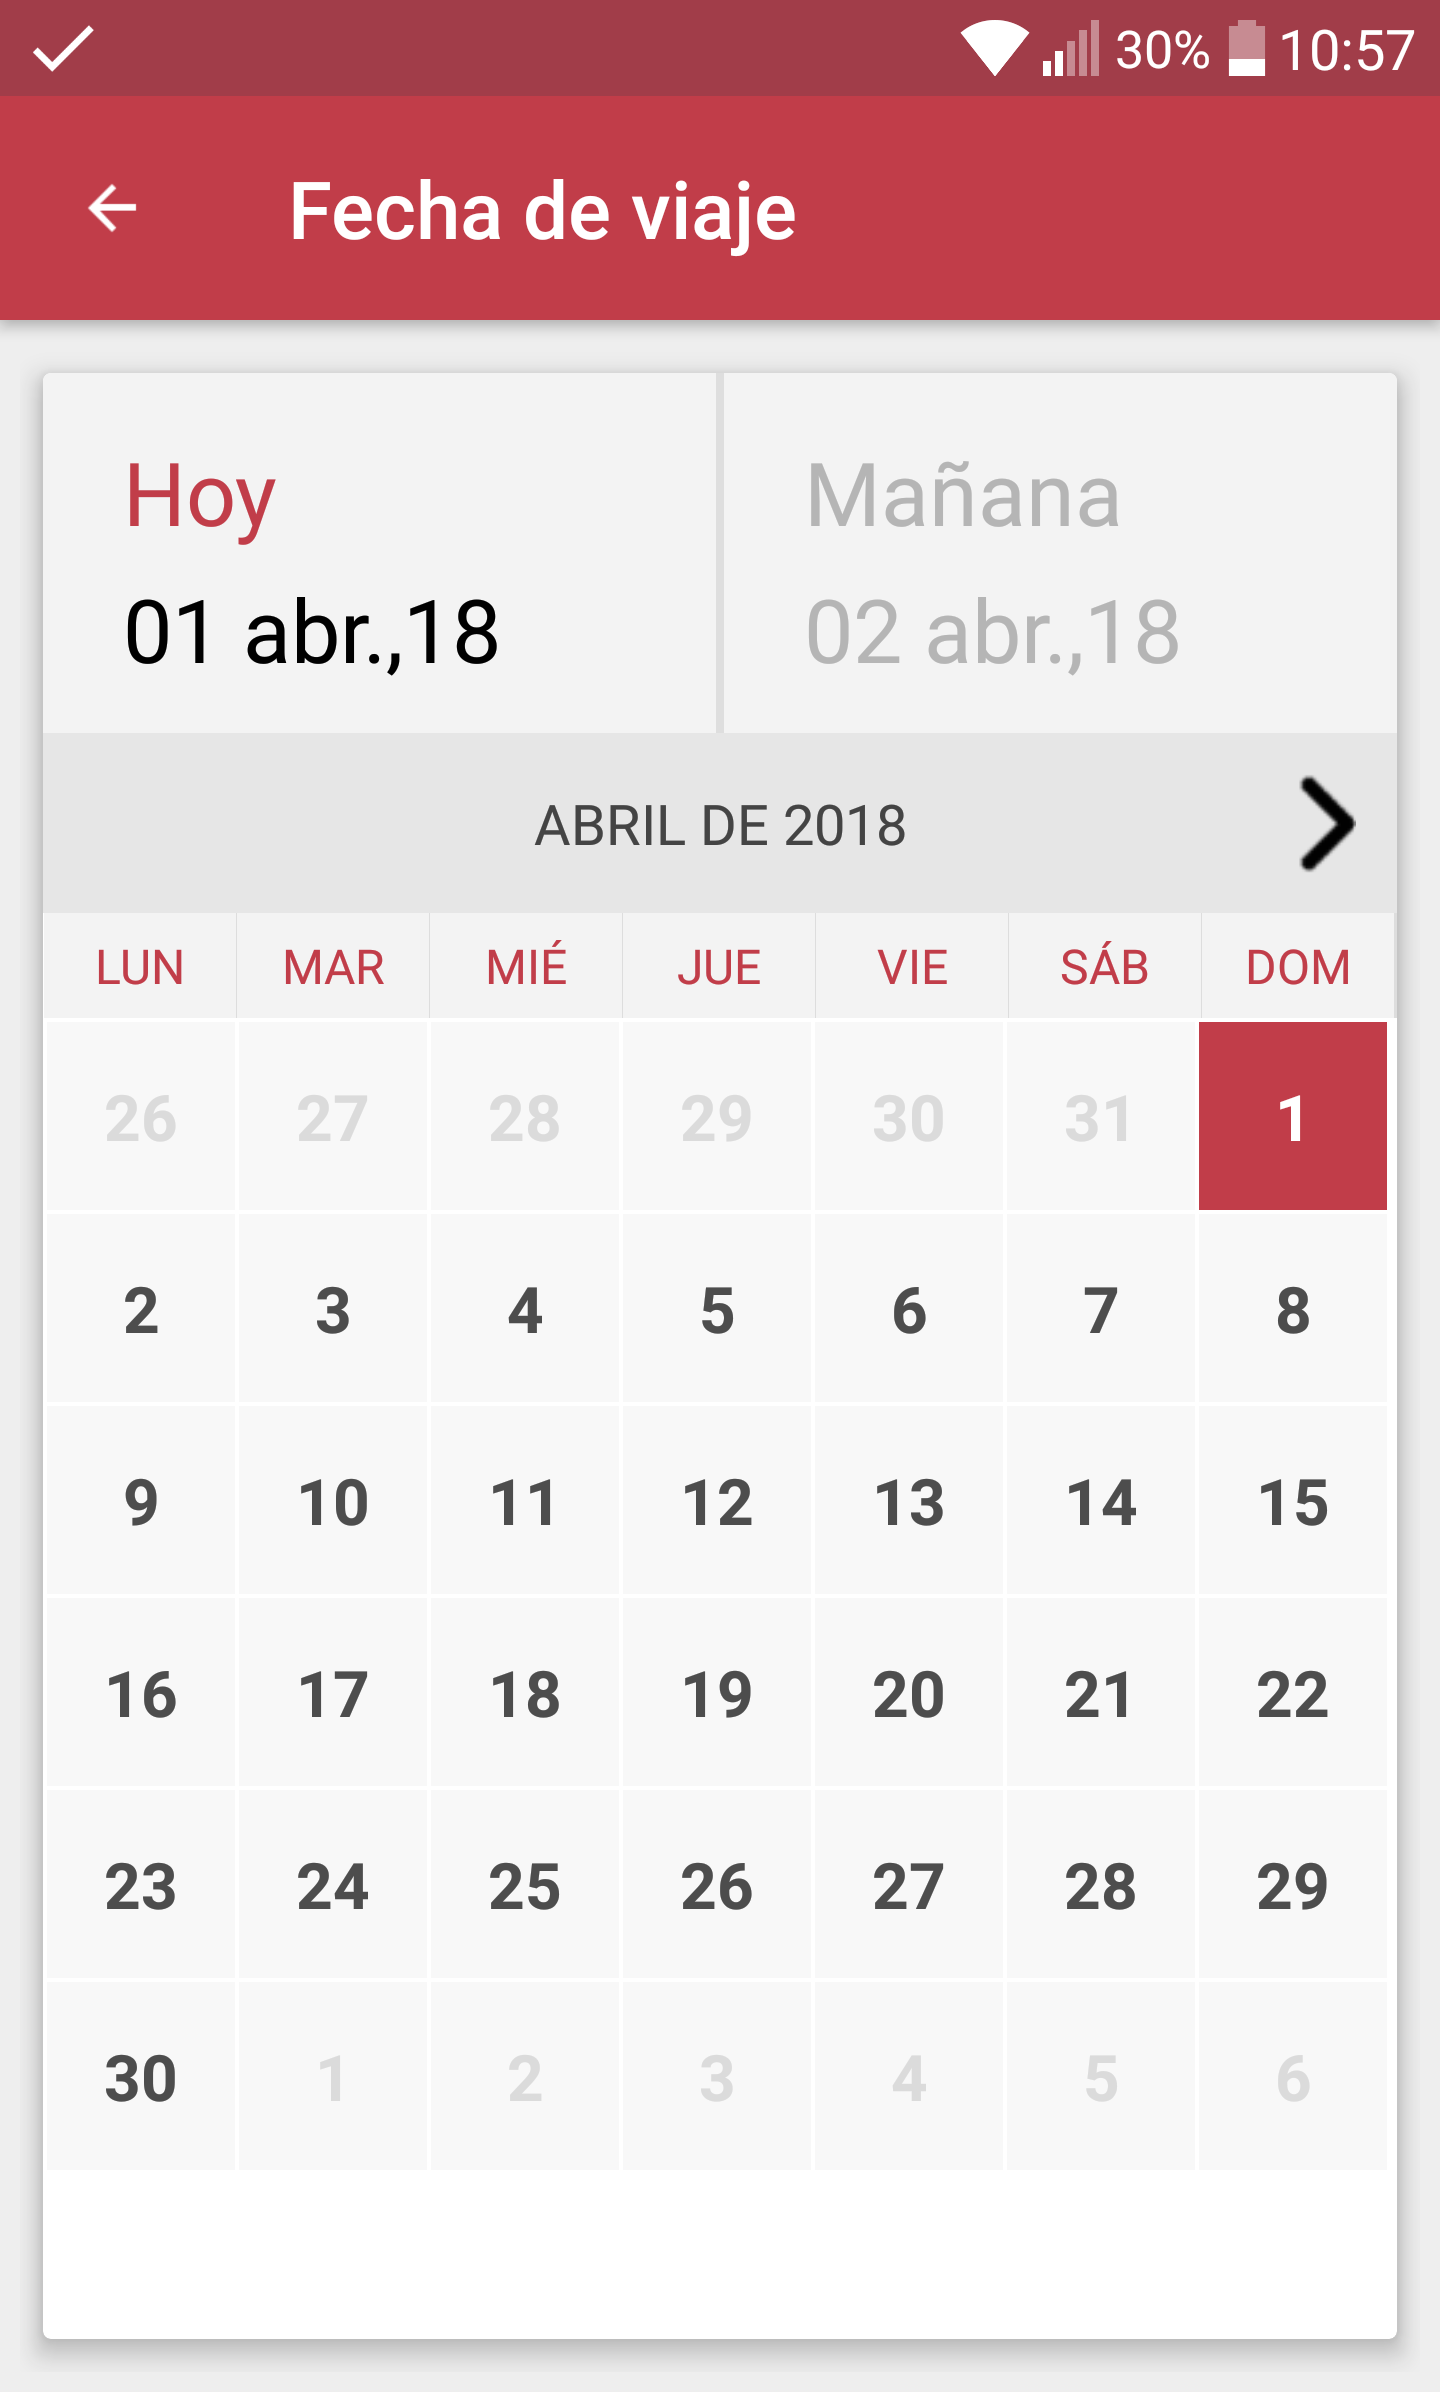 30% 10:57
Fecha de viaje
Hoy Mañana
01 abr.,18 02 abr.,18
ABRIL DE 2018
LUN MAR MIÉ JUE VIE SÁB DOM
26 27 28 29 30 31 1
2 3 4 5 6 7 8
9 10 11 12 13 14 15
16 17 18 19 20 21 22
23 24 25 26 27 28 29
30 1 2 3 4 5 6